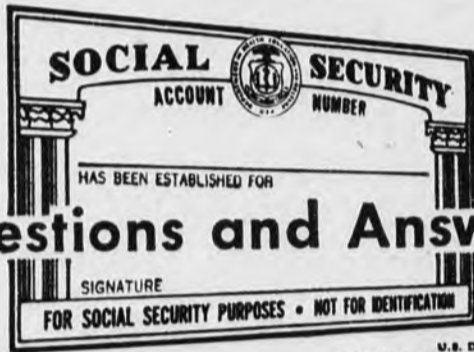 SOCIAL SECURITY
ACCOUNT NUMBER
HAS BEEN ESTABLISHED FOR
estions and Answ
SIGNATURE
FOR SOCIAL SECURITY PURPOSES • NOT FOR IDENTIFICATION
U.S.